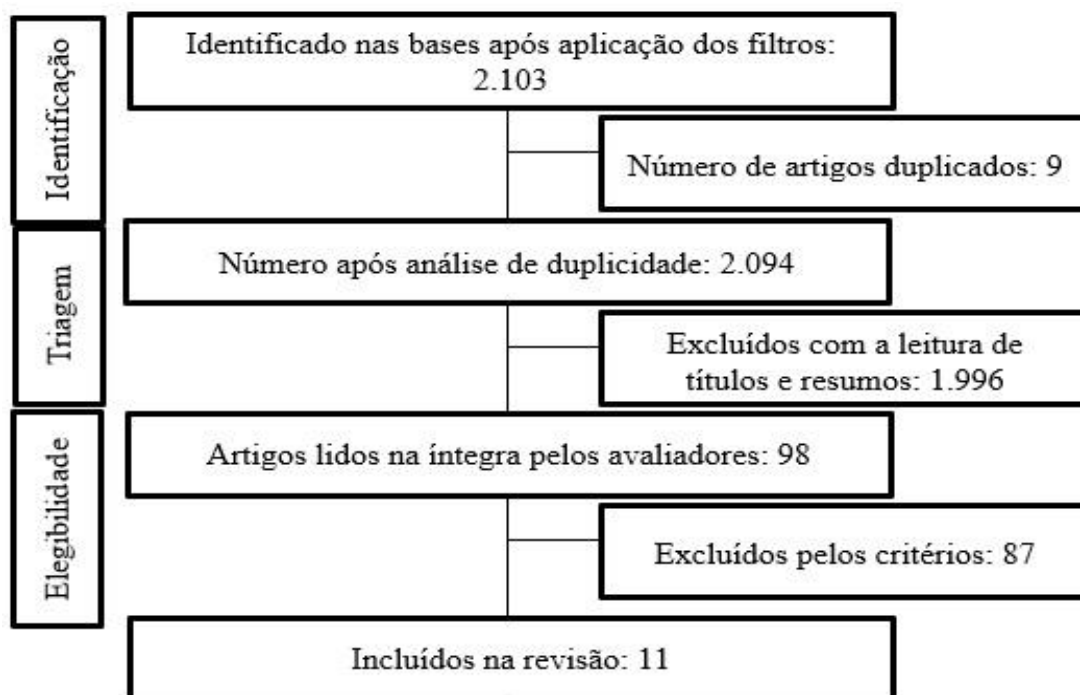 Identificação
Identificado nas bases após aplicação dos filtros:
2.103
Número de artigos duplicados: 9
Triagem
Número após análise de duplicidade: 2.094
Excluídos com a leitura de
títulos e resumos: 1.996
Elegibilidade
Artigos lidos na íntegra pelos avaliadores: 98
Excluídos pelos critérios: 87
Incluídos na revisão: 11